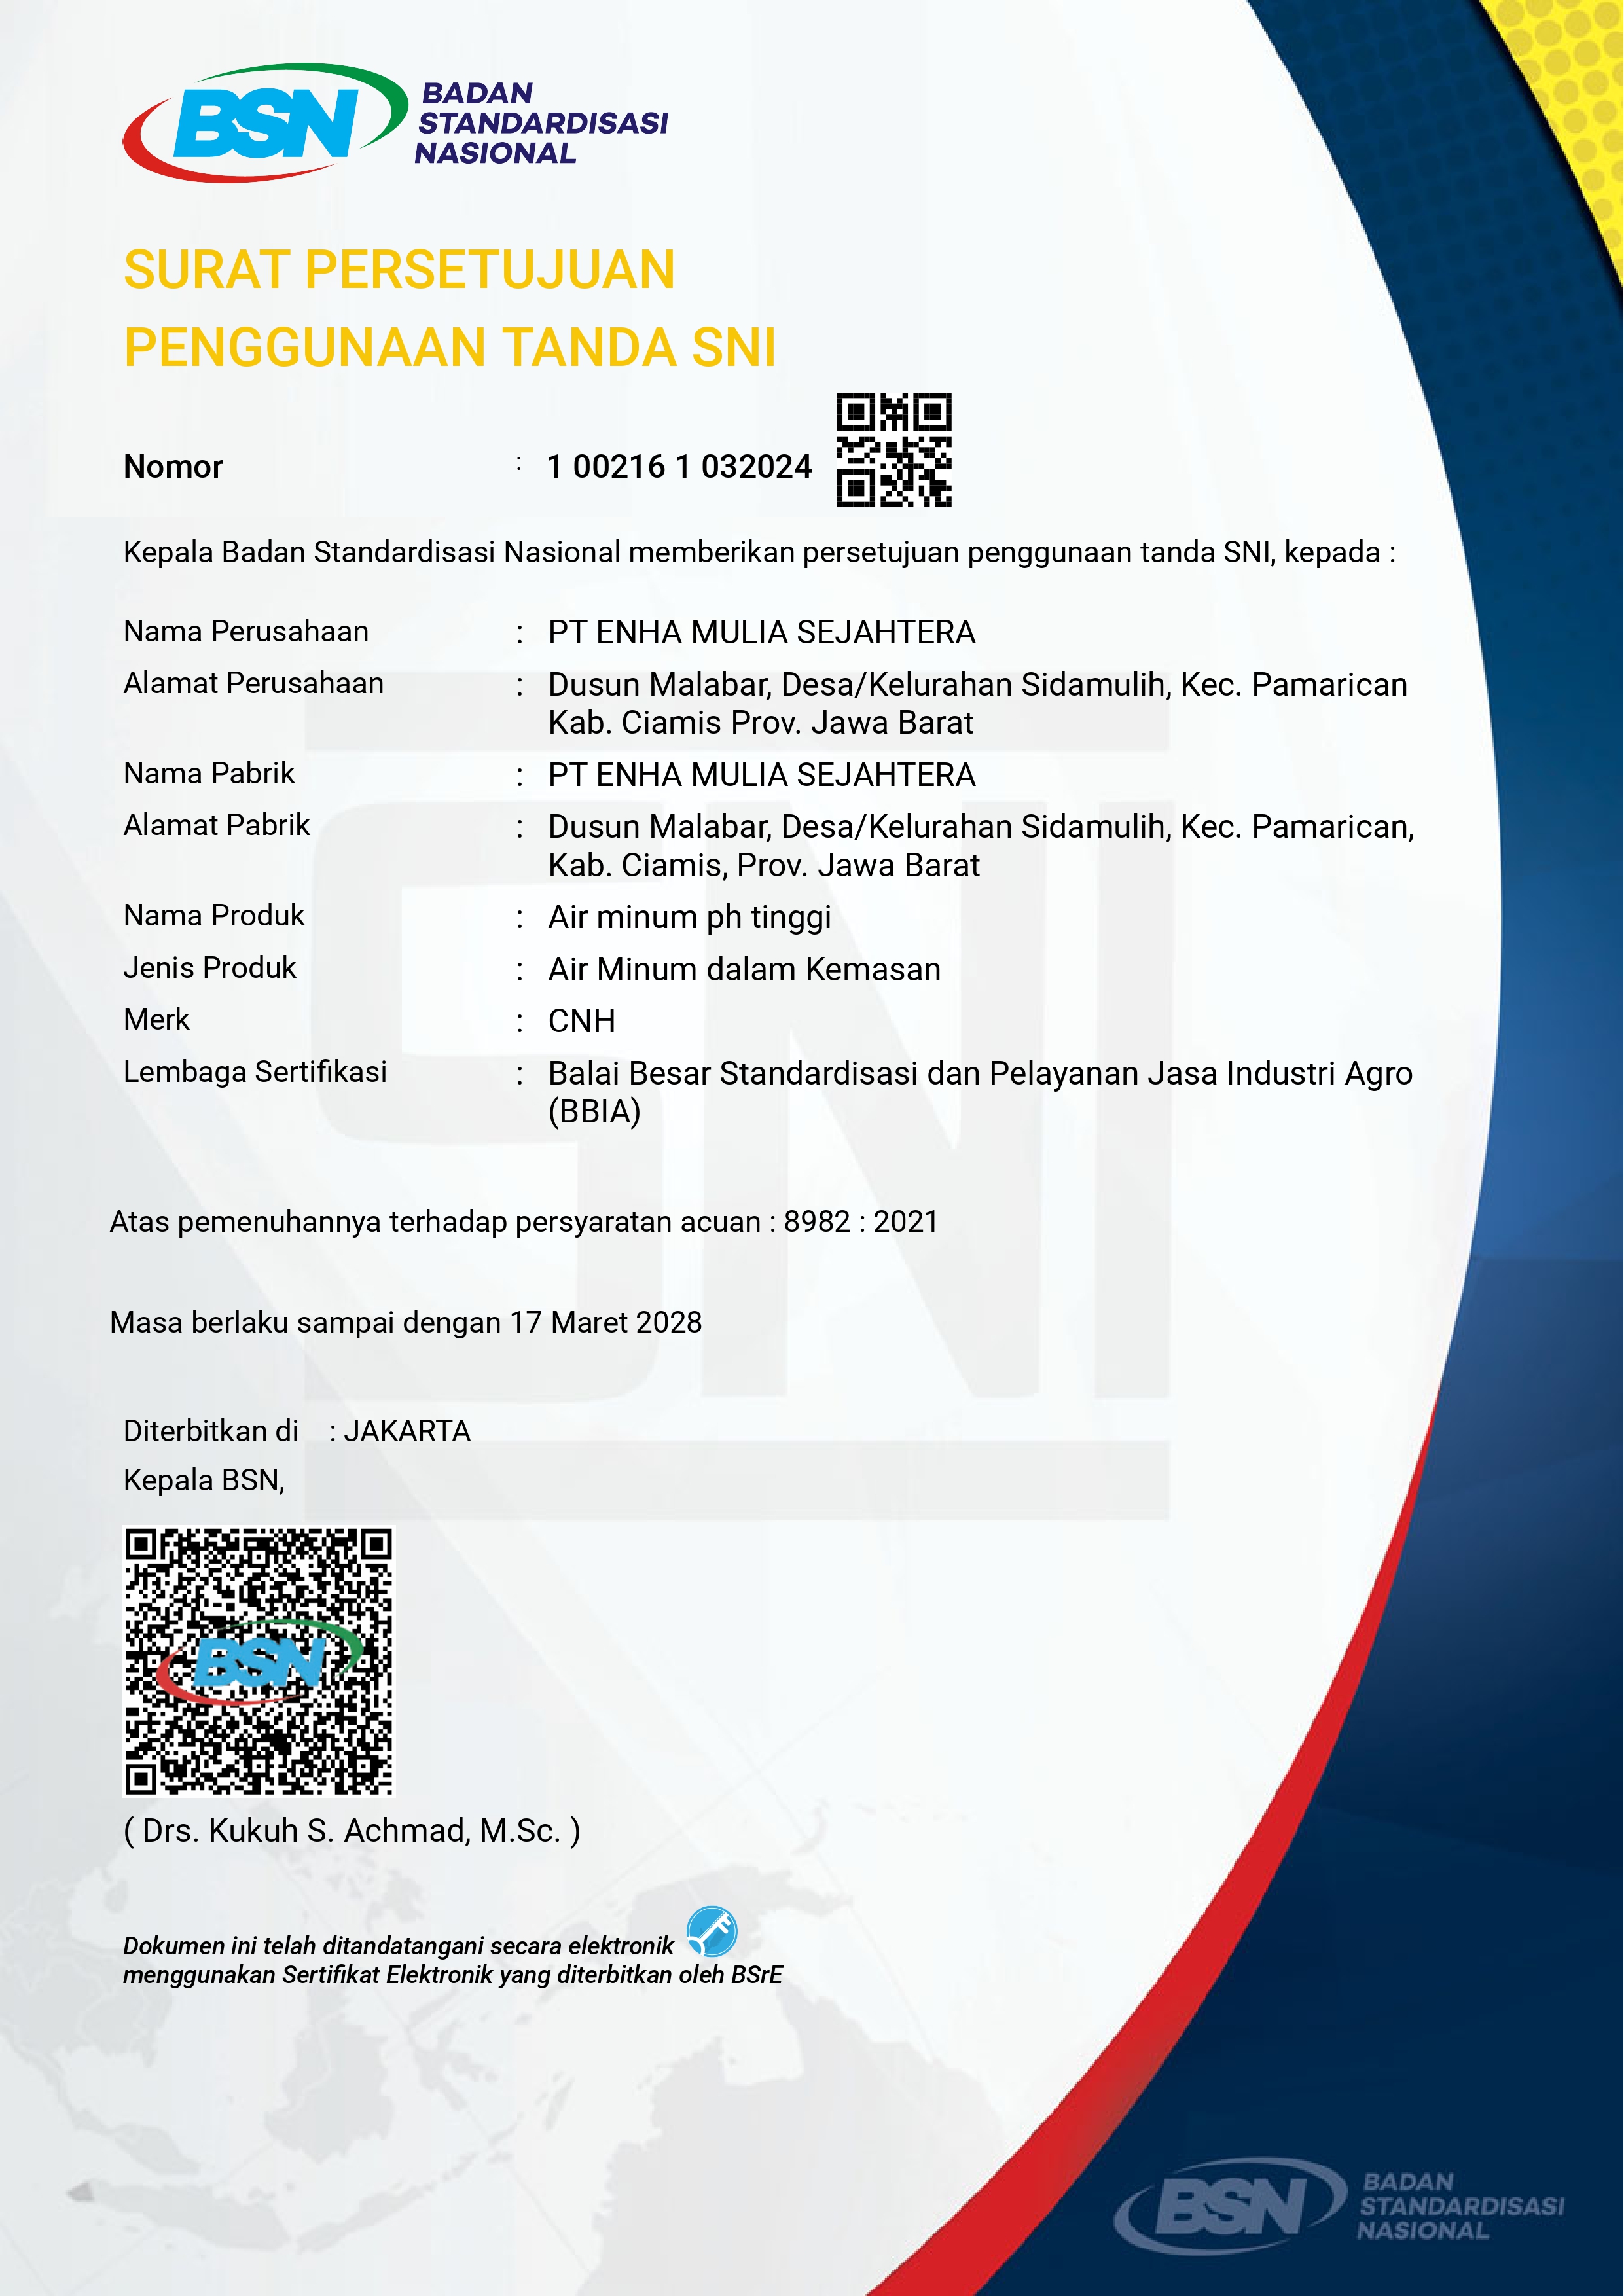 BSN
BADAN
STANDARDISASI
NASIONAL
SURAT PERSETUJUAN
PENGGUNAAN TANDA SNI
Nomor : 1 00216 1 032024
Kepala Badan Standardisasi Nasional memberikan persetujuan penggunaan tanda SNI, kepada :
Nama Perusahaan : PT ENHA MULIA SEJAHTERA
Alamat Perusahaan : Dusun Malabar, Desa/Kelurahan Sidamulih, Kec. Pamarican
Kab. Ciamis Prov. Jawa Barat
Nama Pabrik : PT ENHA MULIA SEJAHTERA
Alamat Pabrik : Dusun Malabar, Desa/Kelurahan Sidamulih, Kec. Pamarican,
Kab. Ciamis, Prov. Jawa Barat
Nama Produk : Air minum ph tinggi
Jenis Produk : Air Minum dalam Kemasan
Merk : CNH
Lembaga Sertifikasi : Balai Besar Standardisasi dan Pelayanan Jasa Industri Agro
(BBIA)
SNI
Atas pemenuhannya terhadap persyaratan acuan : 8982 : 2021
Masa berlaku sampai dengan 17 Maret 2028
Diterbitkan di : JAKARTA
Kepala BSN,
BSN
( Drs. Kukuh S. Achmad, M.Sc. )
Dokumen ini telah ditandatangani secara elektronik
menggunakan Sertifikat Elektronik yang diterbitkan oleh BSrE
BSN
BADAN
STANDARDISASI
NASIONAL